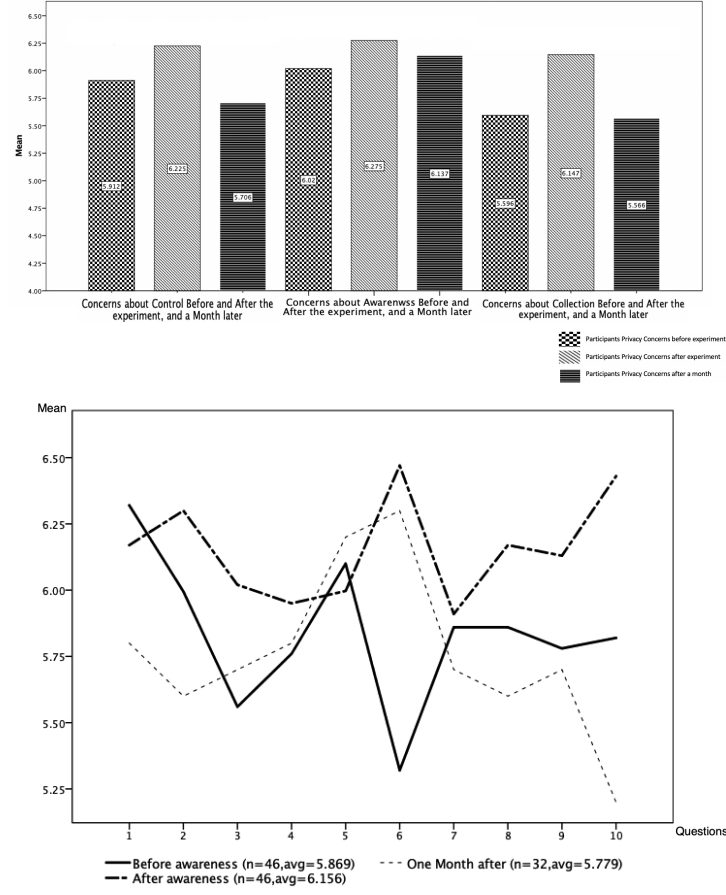 6.50
6.25
6.00
5.75
5.50
5.25
5.00
4.75
4.50
4.25
4.00
Mean
5.912
6.225
5.706
6.02
6.275
6.137
5.596
6.147
5.566
Concerns about Control Before and After the
experiment, and a Month later
Concerns about Awarenwss Before and
After the experiment, and a Month later
Concerns about Collection Before and After the
experiment, and a Month later
Participants Privacy Concerns before experiment
Participants Privacy Concerns after experiment
Participants Privacy Concerns after a month
Mean
6.50
6.25
6.00
5.75
5.50
5.25
1 2 3 4 5 6 7 8 9 10
Questions
Before awareness (n=46,avg=5.869)
One Month after (n=32,avg=5.779)
After awareness (n=46,avg=6.156)